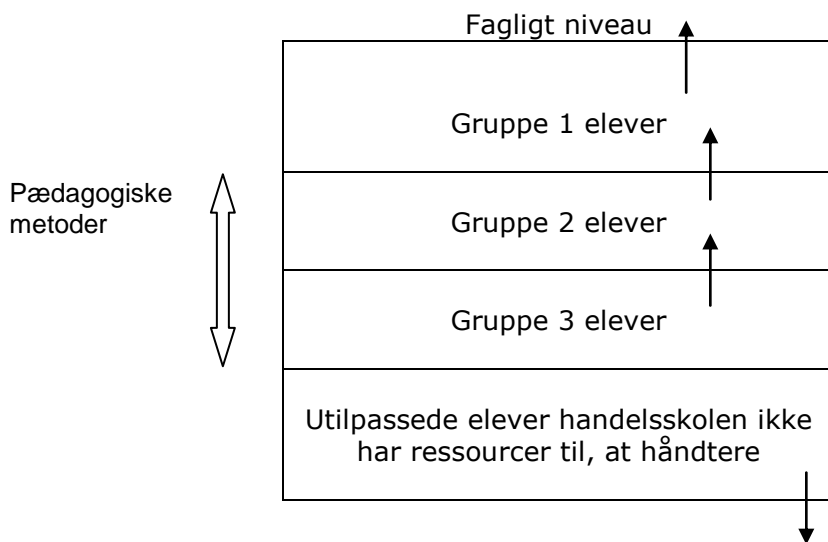 Fagligt niveau
Gruppe 1 elever
Pædagogiske
metoder
Gruppe 2 elever
Gruppe 3 elever
Utilpassede elever handelsskolen ikke
har ressourcer til, at håndtere